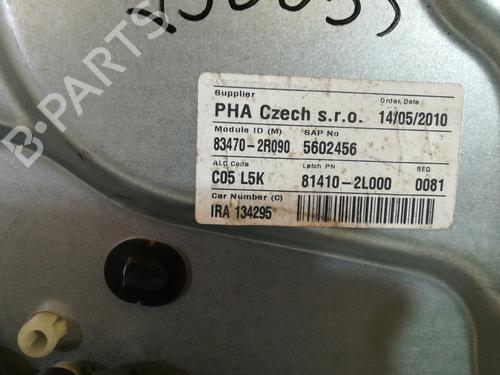 Supplier Order Date
PHA Czech s.r.o. 14/05/2010
Module ID (M) SAP No
83470-2R090 5602456
ALC Code Latch PN SEQ
C05 L5K 81410-2L000 0081
Car Number (C)
IRA 134295
B-PARTS